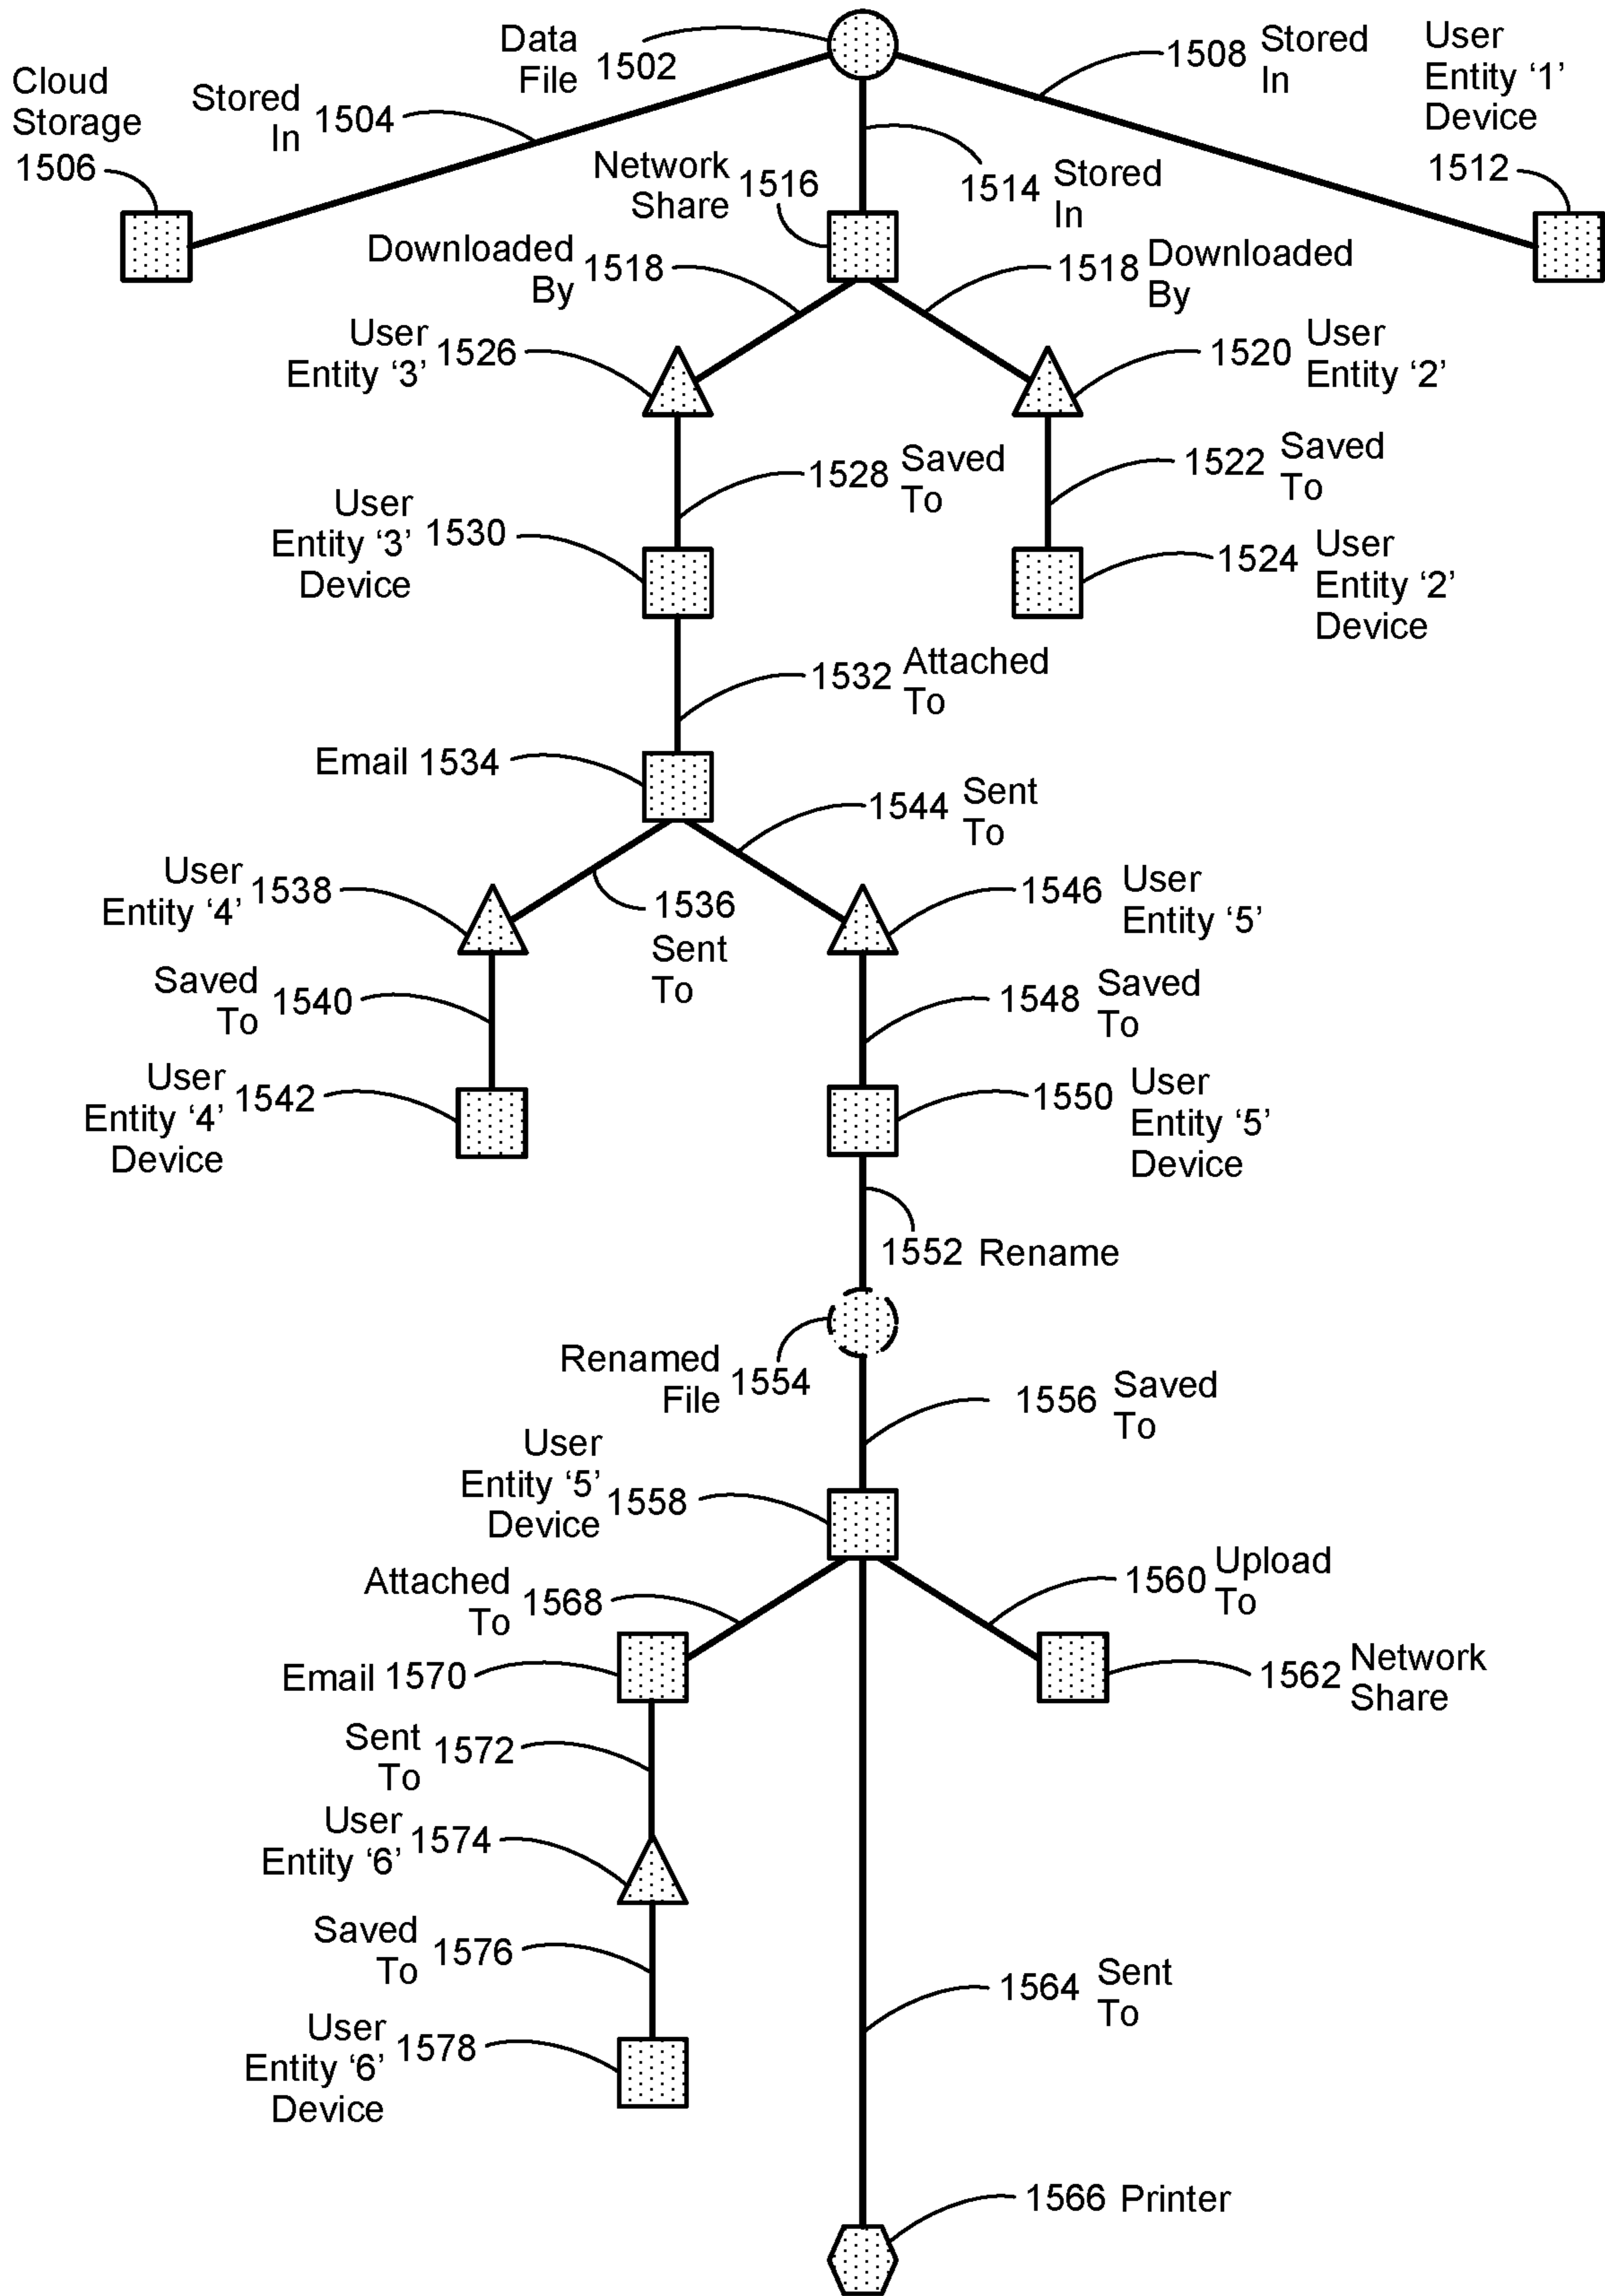 Data
File 1502
1508 Stored
In
User
Entity ‘1’
Device
1512
Cloud
Storage
1506
Stored
In 1504
Network
Share 1516
1514 Stored
In
Downloaded
By 1518
1518 Downloaded
By
User
Entity ‘3’ 1526
1520 User
Entity ‘2’
1528 Saved
To
1522 Saved
To
User
Entity ‘3’ 1530
Device
1524 User
Entity ‘2’
Device
1532 Attached
To
Email 1534
1544 Sent
To
User
Entity ‘4’ 1538
1536
Sent
To
1546 User
Entity ‘5’
Saved
To 1540
1548 Saved
To
User
Entity ‘4’ 1542
Device
1550 User
Entity ‘5’
Device
1552 Rename
Renamed
File 1554
1556 Saved
To
User
Entity ‘5’
Device 1558
Attached
To 1568
1560 Upload
To
Email 1570
1562 Network
Share
Sent
To 1572
User
Entity ‘6’ 1574
Saved
To 1576
1564 Sent
To
User
Entity ‘6’ 1578
Device
1566 Printer